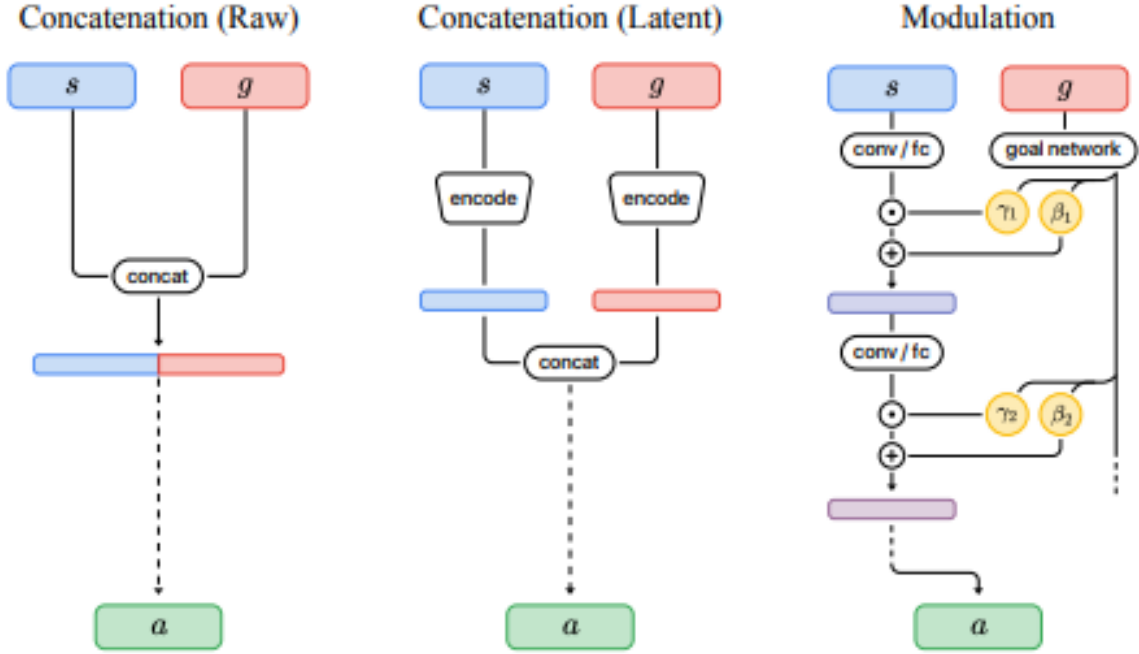 Concatenation (Raw)
s
g
concat
a
Concatenation (Latent)
s
g
encode
encode
concat
a
Modulation
s
g
conv / fc
goal network
γ1
β1
conv / fc
γ2
β2
a